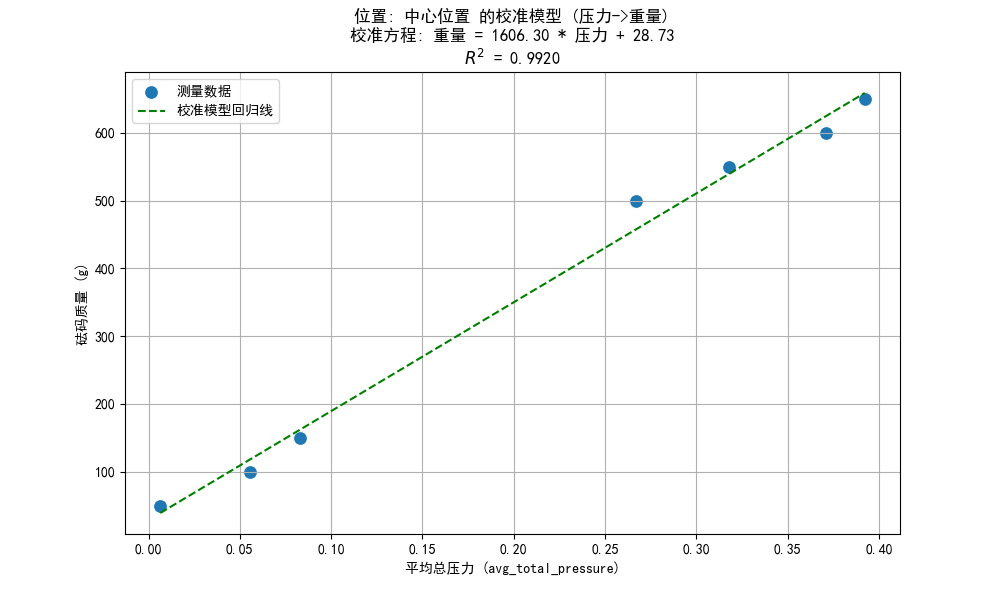 位置: 中心位置 的校准模型 (压力->重量)
校准方程: 重量 = 1606.30 * 压力 + 28.73
R² = 0.9920
测量数据
校准模型回归线
600
500
400
300
200
100
砝码质量 (g)
0.00 0.05 0.10 0.15 0.20 0.25 0.30 0.35 0.40
平均总压力 (avg_total_pressure)